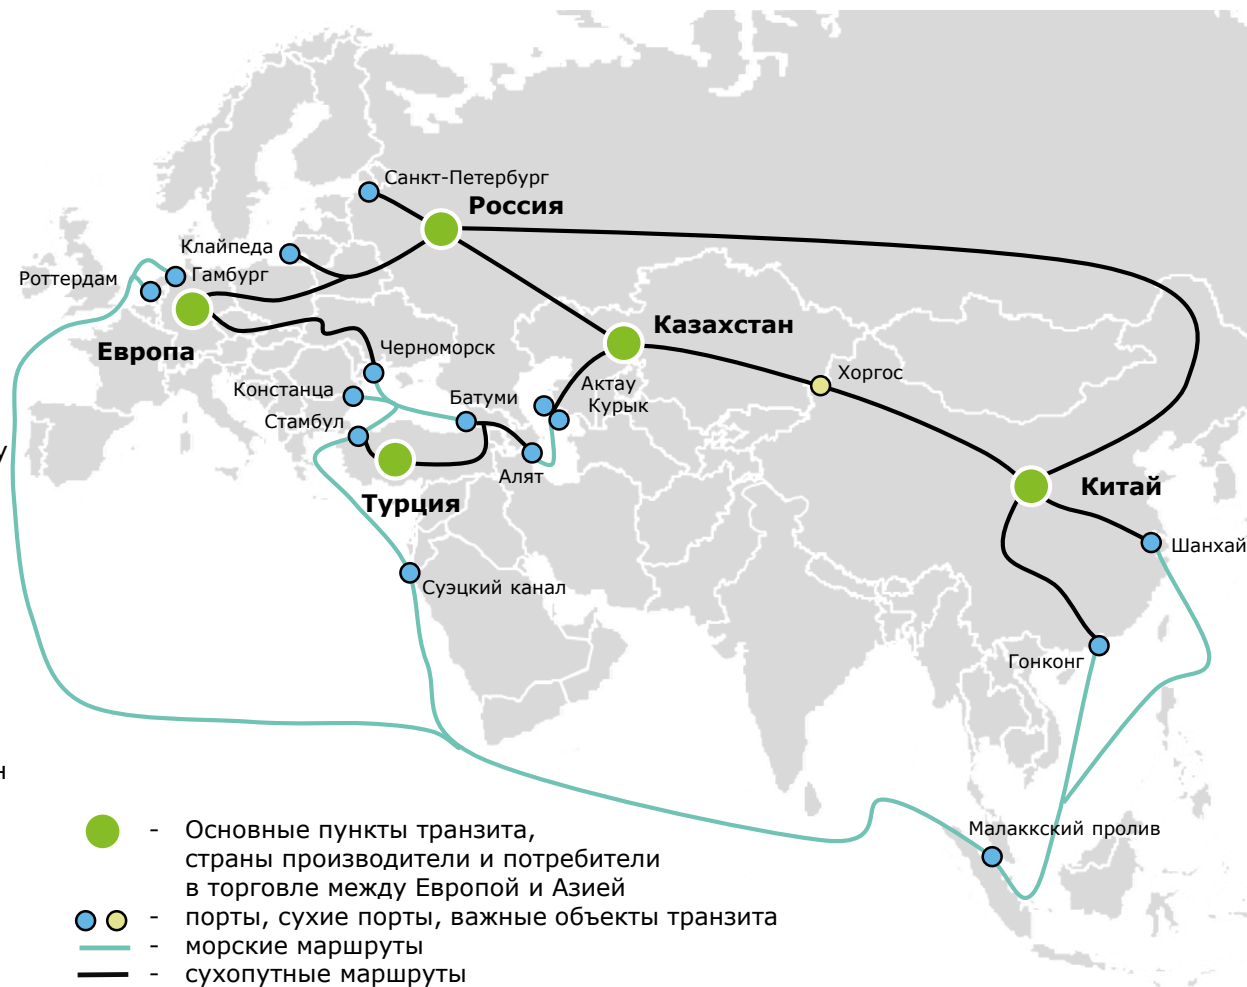 Санкт-Петербург
Россия
Клайпеда
Роттердам
Гамбург
Казахстан
Европа
Черноморск
Хоргос
Констанца
Актау
Батуми
Курык
Стамбул
у
Алят
Китай
Турция
Шанхай
Суэцкий канал
Гонконг
н
Малаккский пролив
- Основные пункты транзита,
страны производители и потребители
в торговле между Европой и Азией
- порты, сухие порты, важные объекты транзита
- морские маршруты
- сухопутные маршруты